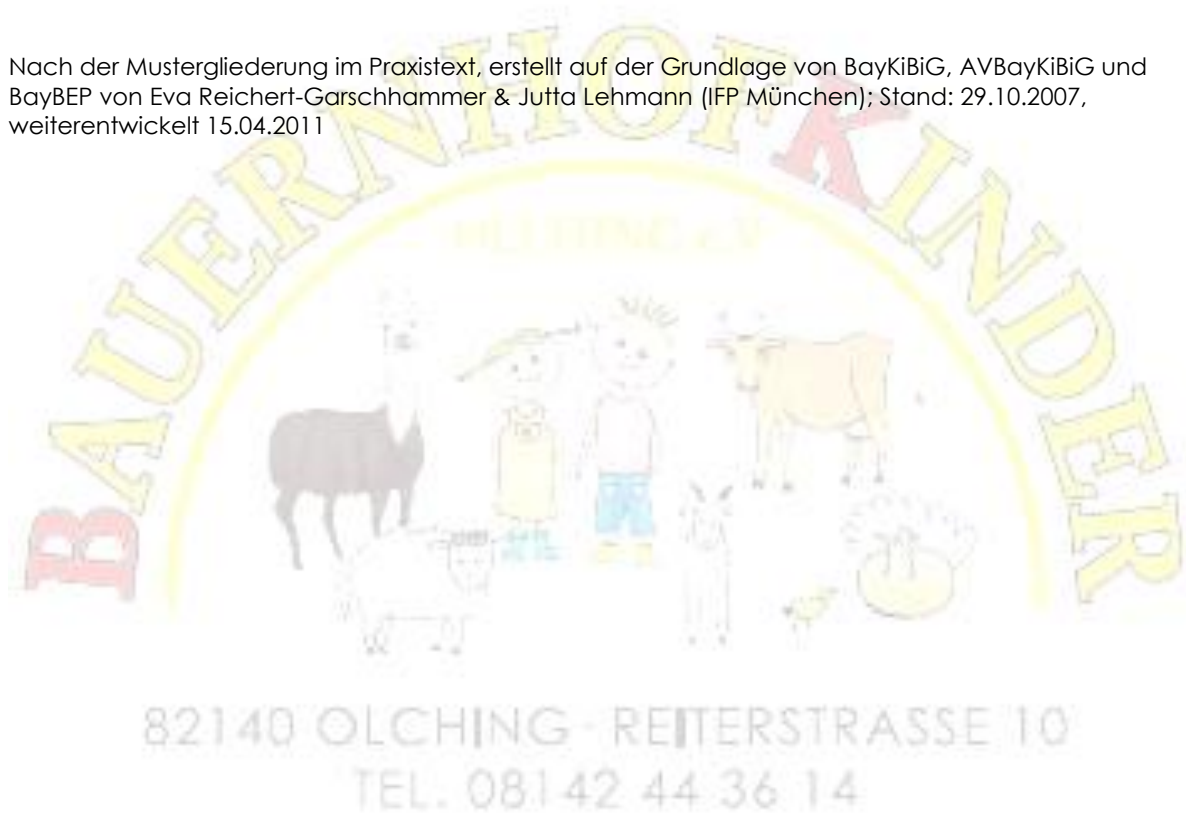 Nach der Mustergliederung im Praxistext, erstellt auf der Grundlage von BayKiBiG, AVBayKiBiG und
BayBEP von Eva Reichert-Garschhammer & Jutta Lehmann (IFP München); Stand: 29.10.2007,
weiterentwickelt 15.04.2011
BAUERNHOFKINDER
OLCHING e.V.
82140 OLCHING - REITERSTRASSE 10
TEL. 08142 44 36 14